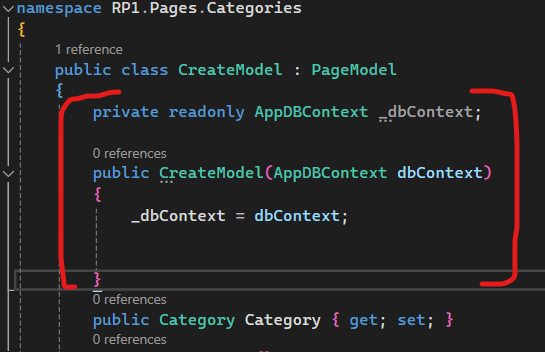 namespace RP1.Pages.Categories
{
1 reference
public class CreateModel : PageModel
{
private readonly AppDBContext _dbContext;
0 references
public CreateModel(AppDBContext dbContext)
{
_dbContext = dbContext;
}
0 references
public Category Category { get; set; }
0 references